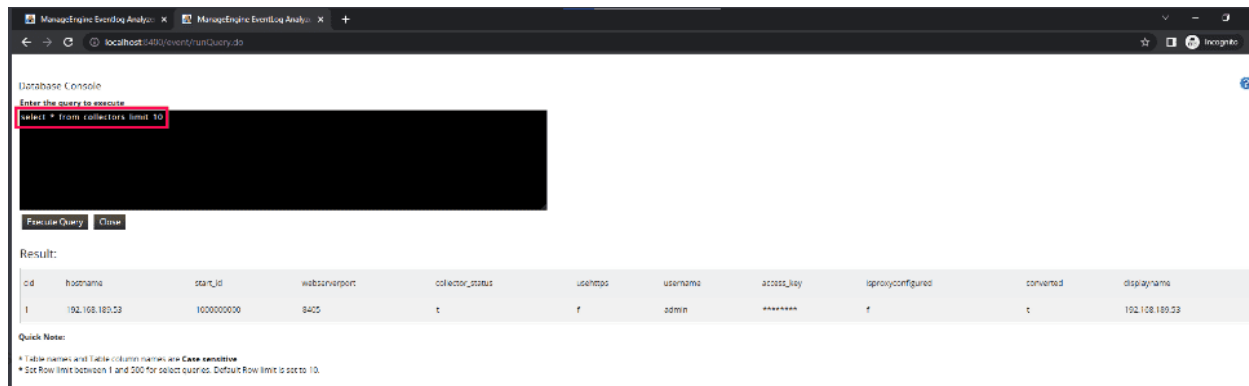 ManageEngine EventLog Analyze ManageEngine EventLog Analyz
localhost:8400/event/runQuery.do Incognito
Database Console
Enter the query to execute
select * from collectors limit 10
Execute Query Close
Result:
cid hostname start_id webserverport collector_status usehttps username access_key isproxyconfigured converted displayname
1 192.168.189.53 1000000000 8405 t f admin ******** f t 192.168.189.53
Quick Note:
* Table names and Table column names are Case sensitive
* Set Row limit between 1 and 500 for select queries. Default Row limit is set to 10.